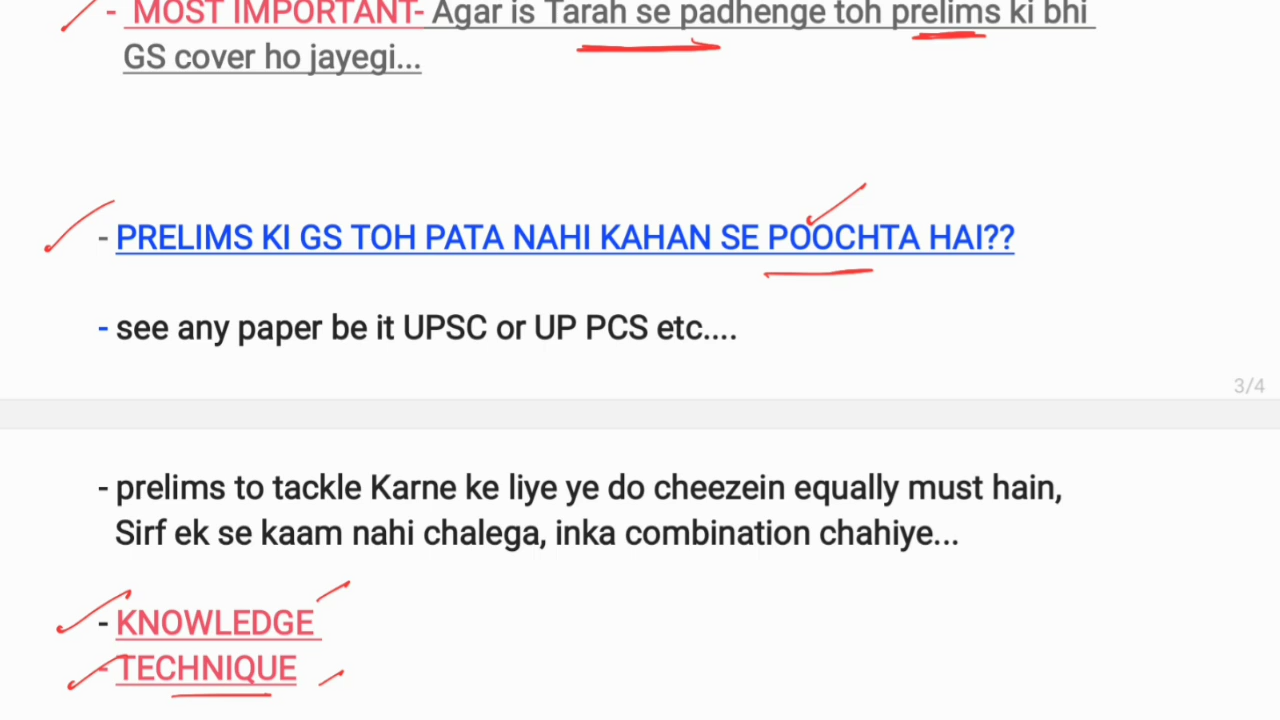 - MOST IMPORTANT- Agar is Tarah se padhenge toh prelims ki bhi
GS cover ho jayegi...
- PRELIMS KI GS TOH PATA NAHI KAHAN SE POOCHTA HAI??
- see any paper be it UPSC or UP PCS etc....
3/4
- prelims to tackle Karne ke liye ye do cheezein equally must hain,
Sirf ek se kaam nahi chalega, inka combination chahiye...
- KNOWLEDGE
- TECHNIQUE